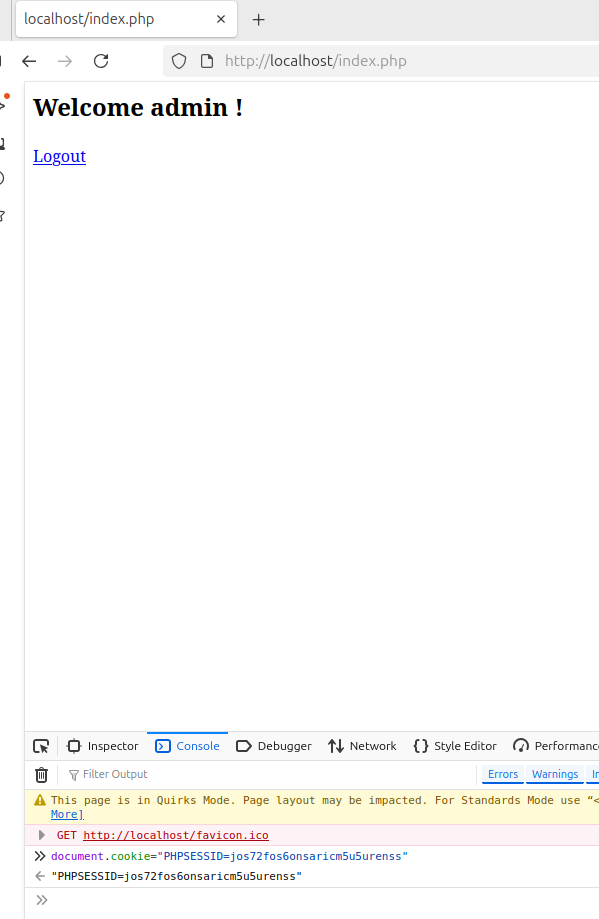 localhost/index.php
http://localhost/index.php
Welcome admin !
Logout
Inspector Console Debugger Network Style Editor Performance
Filter Output Errors Warnings
This page is in Quirks Mode. Page layout may be impacted. For Standards Mode use “<
More]
GET http://localhost/favicon.ico
document.cookie="PHPSESSID=jos72fos6onsaricm5u5urenss"
"PHPSESSID=jos72fos6onsaricm5u5urenss"